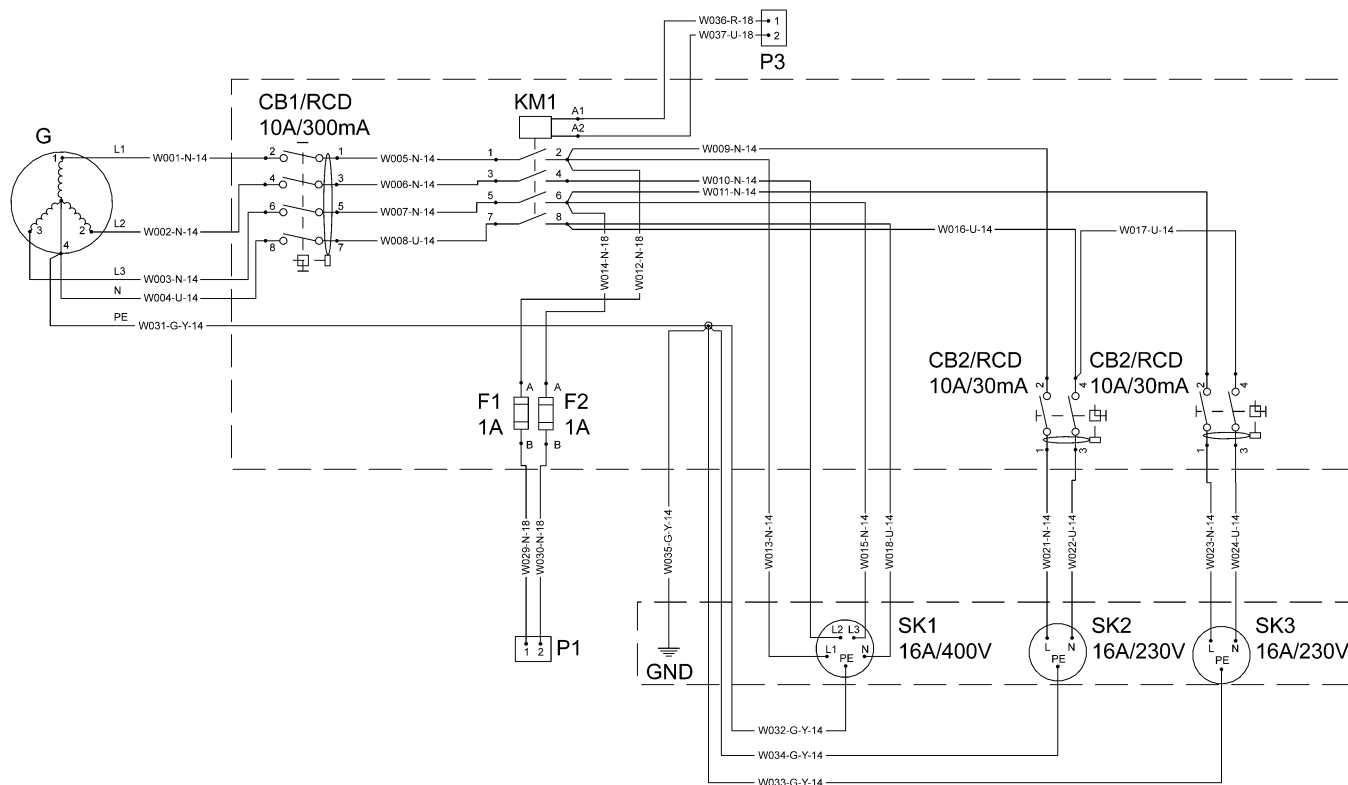 W036-R-18 1
W037-U-18 2
P3
CB1/RCD
10A/300mA
KM1
A1
A2
G
1
L1
W001-N-14
2
1
W005-N-14
1
2
W009-N-14
4
3
W006-N-14
3
4
W010-N-14
W011-N-14
6
5
W007-N-14
5
6
3
2
L2
W002-N-14
4
8
7
W008-U-14
7
8
W016-U-14
W017-U-14
W014-N-18
W012-N-18
L3
W003-N-14
N
W004-U-14
PE
W031-G-Y-14
CB2/RCD
10A/30mA
CB2/RCD
10A/30mA
2
4
2
4
A
A
F1
1A
F2
1A
B
B
1
3
1
3
W029-N-18
W030-N-18
W035-G-Y-14
W013-N-14
W015-N-14
W018-U-14
W021-N-14
W022-U-14
W023-N-14
W024-U-14
1 2
P1
GND
L2 L3
L1
PE
N
SK1
16A/400V
L N
PE
SK2
16A/230V
L N
PE
SK3
16A/230V
W032-G-Y-14
W034-G-Y-14
W033-G-Y-14